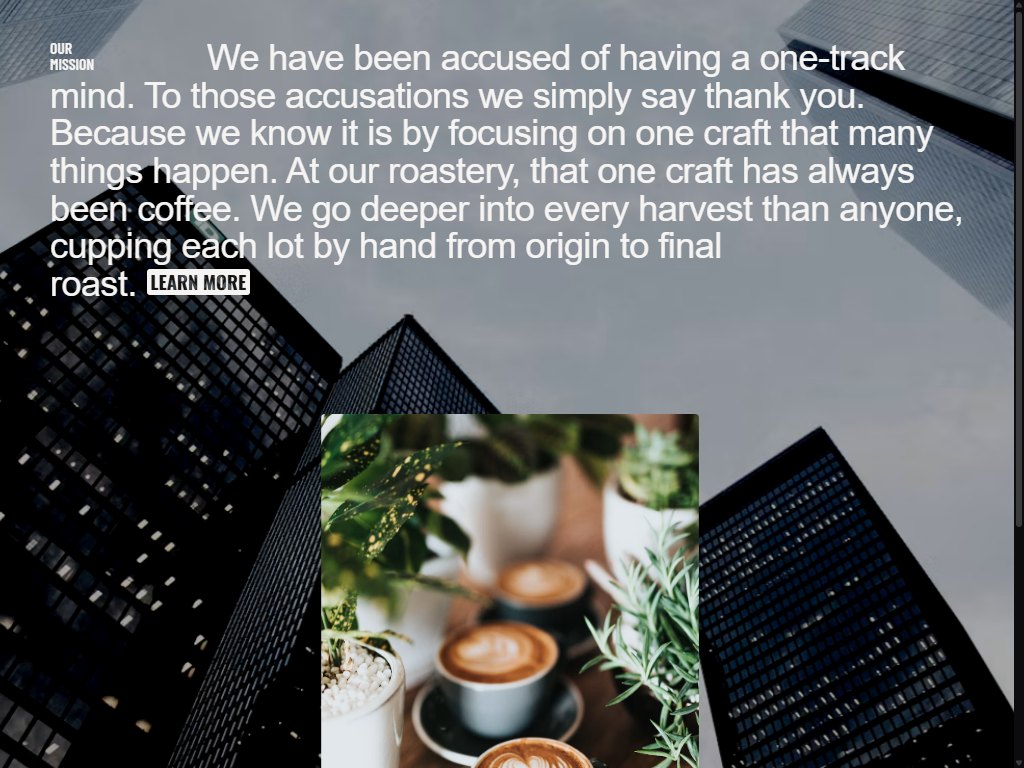 OUR
MISSION
We have been accused of having a one-track
mind. To those accusations we simply say thank you.
Because we know it is by focusing on one craft that many
things happen. At our roastery, that one craft has always
been coffee. We go deeper into every harvest than anyone,
cupping each lot by hand from origin to final
roast. LEARN MORE